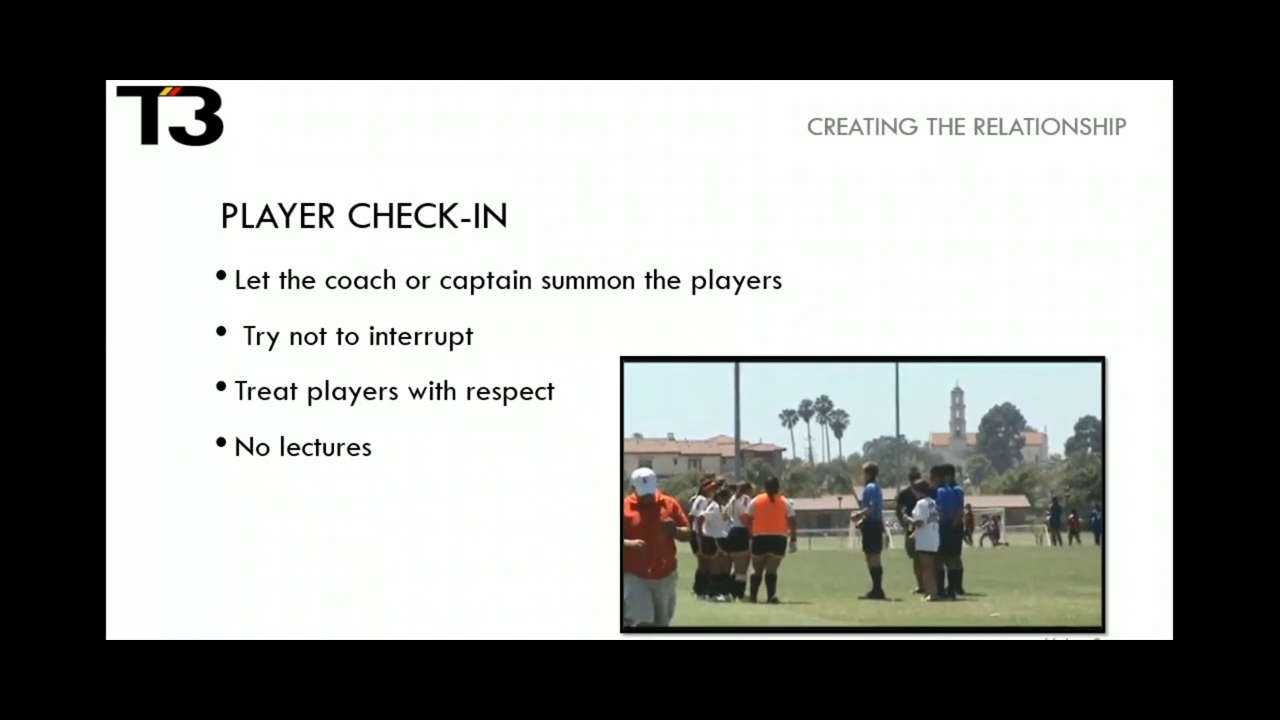 T3
CREATING THE RELATIONSHIP
PLAYER CHECK-IN
• Let the coach or captain summon the players
• Try not to interrupt
• Treat players with respect
• No lectures